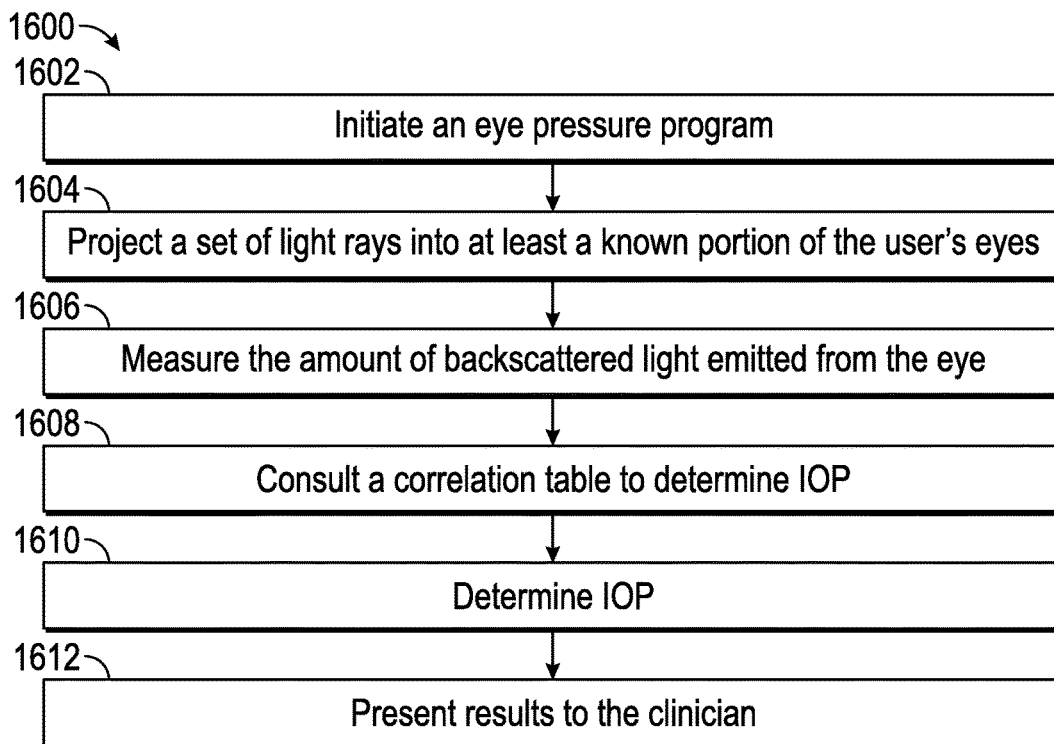 1600
1602
Initiate an eye pressure program
1604
Project a set of light rays into at least a known portion of the user's eyes
1606
Measure the amount of backscattered light emitted from the eye
1608
Consult a correlation table to determine IOP
1610
Determine IOP
1612
Present results to the clinician